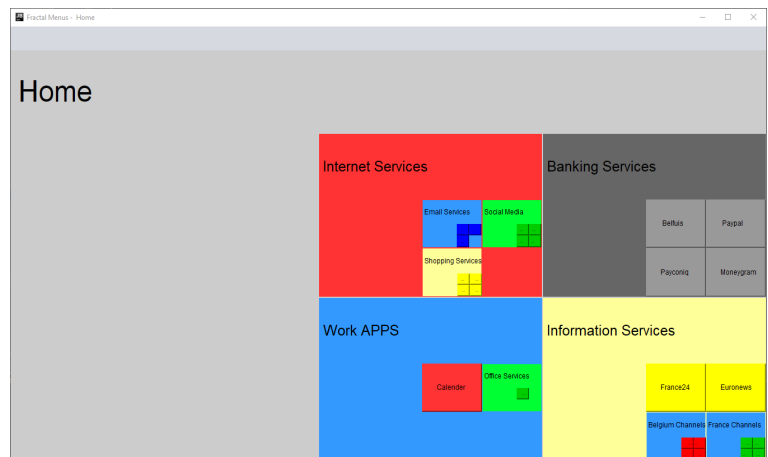 Fractal Menus - Home
Home
Internet Services
Banking Services
Email Services
Social Media
Shopping Services
Belfuis
Paypal
Payconiq
Moneygram
Work APPS
Information Services
Calender
Office Services
France24
Euronews
Belgium Channels
France Channels